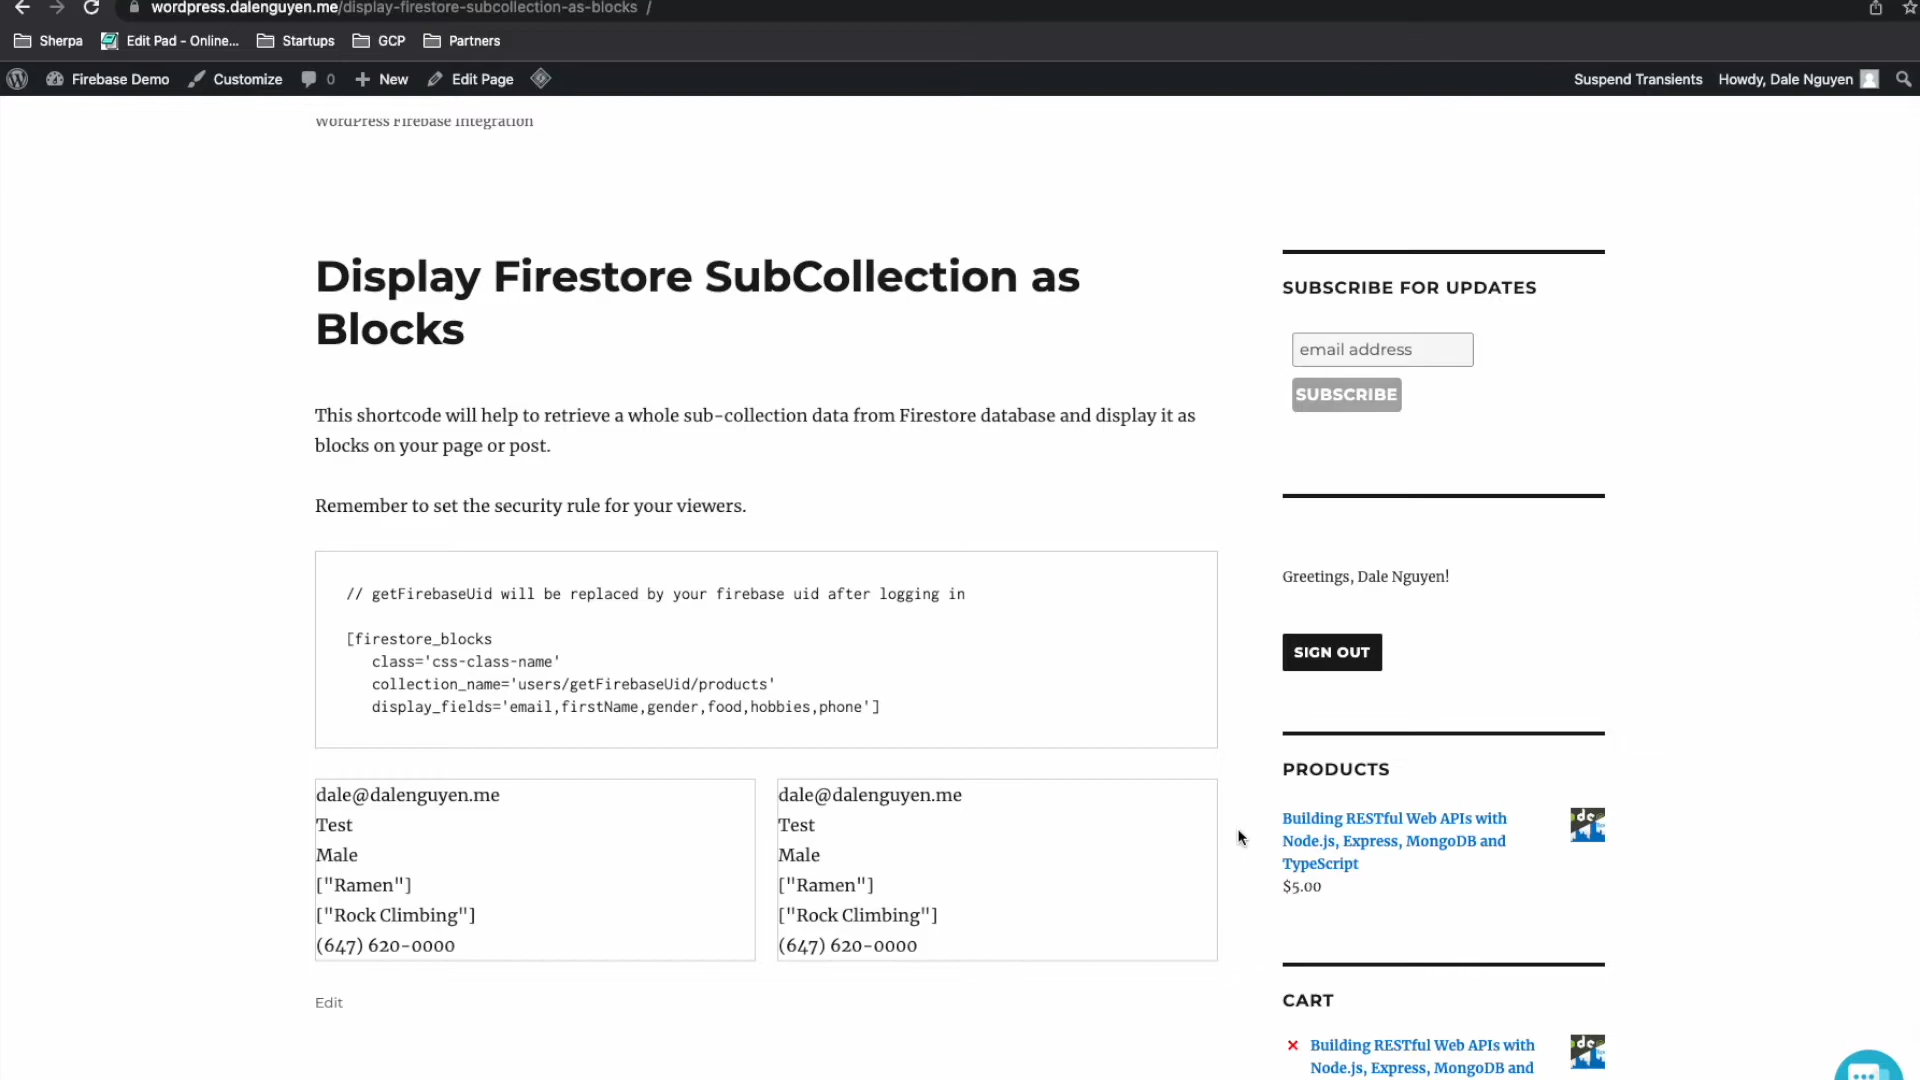 wordpress.dalenguyen.me/display-firestore-subcollection-as-blocks /
Sherpa
Edit Pad - Online...
Startups
GCP
Partners
Firebase Demo
Customize
0
New
Edit Page
Suspend Transients
Howdy, Dale Nguyen
WordPress Firebase Integration
Display Firestore SubCollection as
Blocks
This shortcode will help to retrieve a whole sub-collection data from Firestore database and display it as
blocks on your page or post.
Remember to set the security rule for your viewers.
// getFirebaseUid will be replaced by your firebase uid after logging in
[firestore_blocks
class='css-class-name'
collection_name='users/getFirebaseUid/products'
display_fields='email,firstName,gender,food,hobbies,phone']
dale@dalenguyen.me
Test
Male
["Ramen"]
["Rock Climbing"]
(647) 620-0000
dale@dalenguyen.me
Test
Male
["Ramen"]
["Rock Climbing"]
(647) 620-0000
Edit
SUBSCRIBE FOR UPDATES
email address
SUBSCRIBE
Greetings, Dale Nguyen!
SIGN OUT
PRODUCTS
Building RESTful Web APIs with
Node.js, Express, MongoDB and
TypeScript
$5.00
de
CART
Building RESTful Web APIs with
Node.js, Express, MongoDB and
de